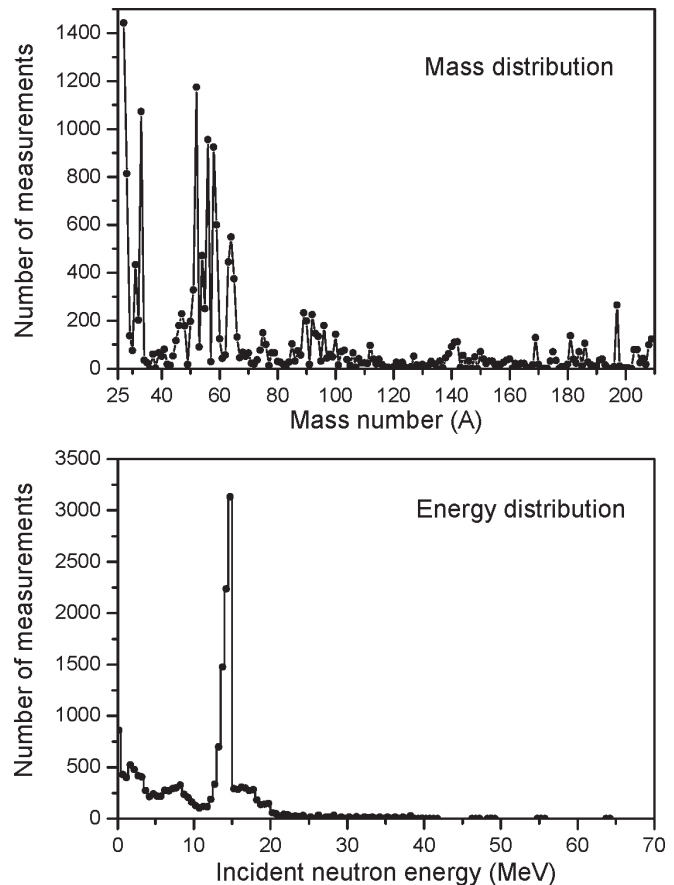 Mass distribution
Number of measurements
1400
1200
1000
800
600
400
200
0
25 40 60 80 100 120 140 160 180 200
Mass number (A)
Energy distribution
Number of measurements
3500
3000
2500
2000
1500
1000
500
0
0 10 20 30 40 50 60 70
Incident neutron energy (MeV)